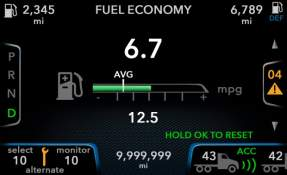 2,345 mi
FUEL ECONOMY
6,789 mi
DEF
6.7
AVG
mpg
12.5
P
R
N
D
04
HOLD OK TO RESET
select 10
monitor 10
alternate
9,999,999 mi
43
ACC
42